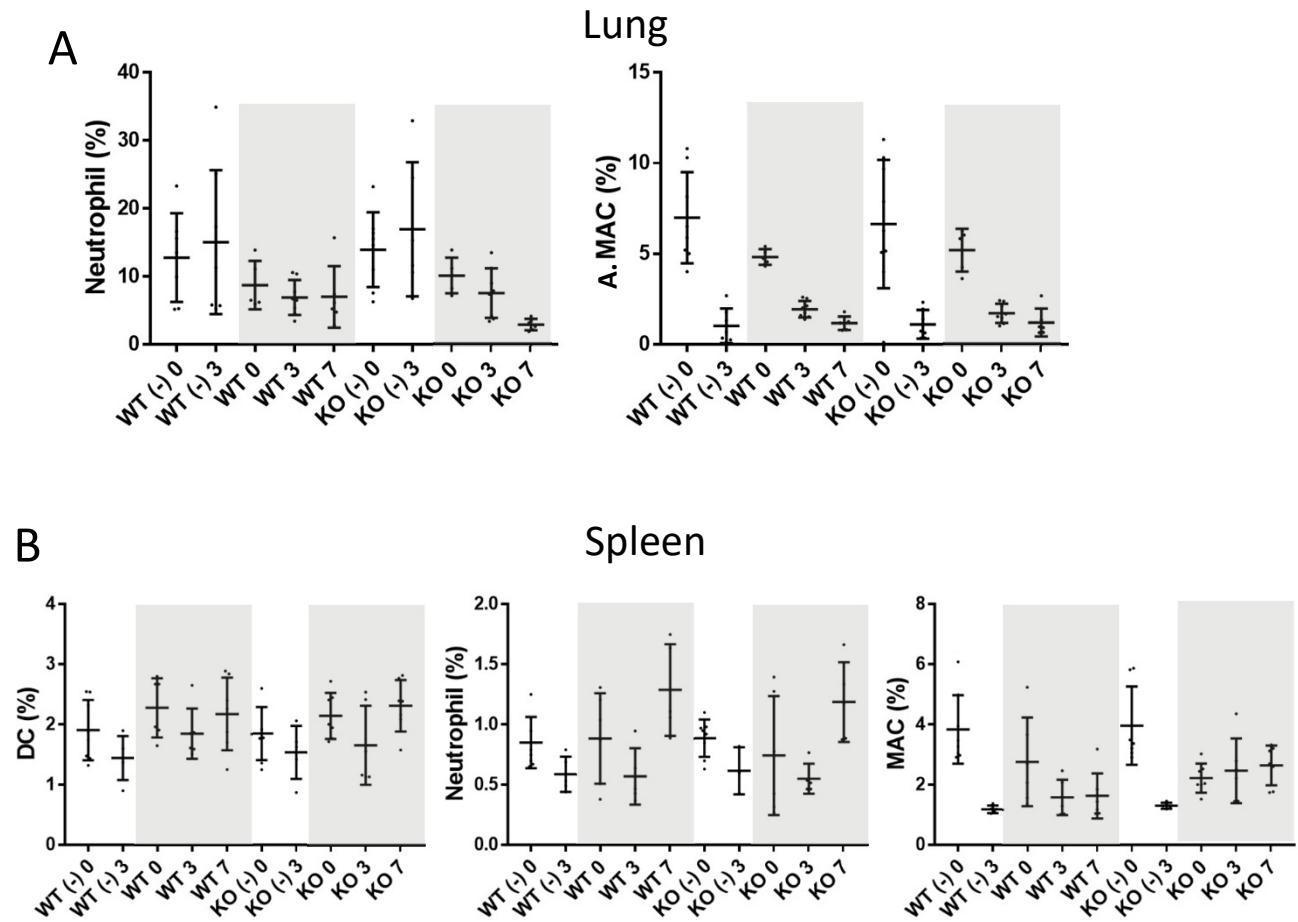 A
Lung
Neutrophil (%)
40
30
20
10
0
WT (-) 0
WT (-) 3
WT 0
WT 3
WT 7
KO (-) 0
KO (-) 3
KO 0
KO 3
KO 7
A. MAC (%)
15
10
5
0
WT (-) 0
WT (-) 3
WT 0
WT 3
WT 7
KO (-) 0
KO (-) 3
KO 0
KO 3
KO 7
B
Spleen
DC (%)
4
3
2
1
0
WT (-) 0
WT (-) 3
WT 0
WT 3
WT 7
KO (-) 0
KO (-) 3
KO 0
KO 3
KO 7
Neutrophil (%)
2.0
1.5
1.0
0.5
0.0
WT (-) 0
WT (-) 3
WT 0
WT 3
WT 7
KO (-) 0
KO (-) 3
KO 0
KO 3
KO 7
MAC (%)
8
6
4
2
0
WT (-) 0
WT (-) 3
WT 0
WT 3
WT 7
KO (-) 0
KO (-) 3
KO 0
KO 3
KO 7